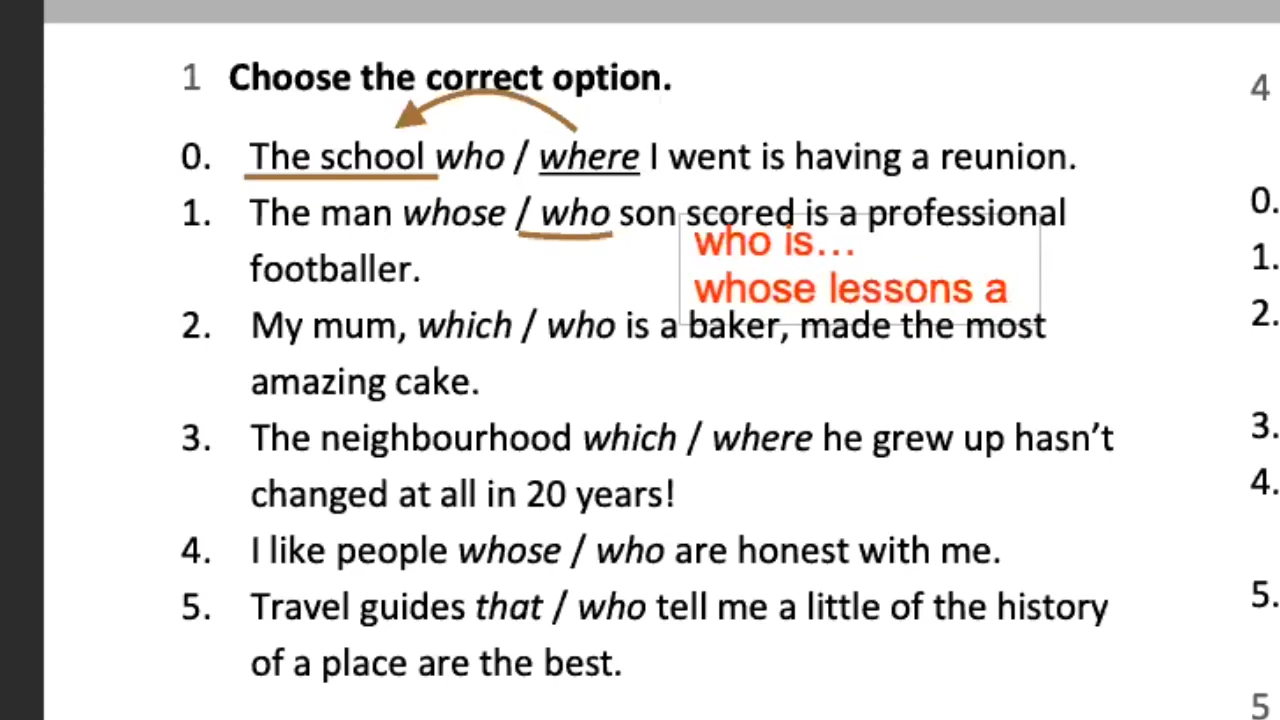 1 Choose the correct option.
0. The school who / where I went is having a reunion.
1. The man whose / who son scored is a professional
footballer.
who is...
whose lessons a
2. My mum, which / who is a baker, made the most
amazing cake.
3. The neighbourhood which / where he grew up hasn’t
changed at all in 20 years!
4. I like people whose / who are honest with me.
5. Travel guides that / who tell me a little of the history
of a place are the best.
4
0.
1.
2.
3.
4.
5.
5